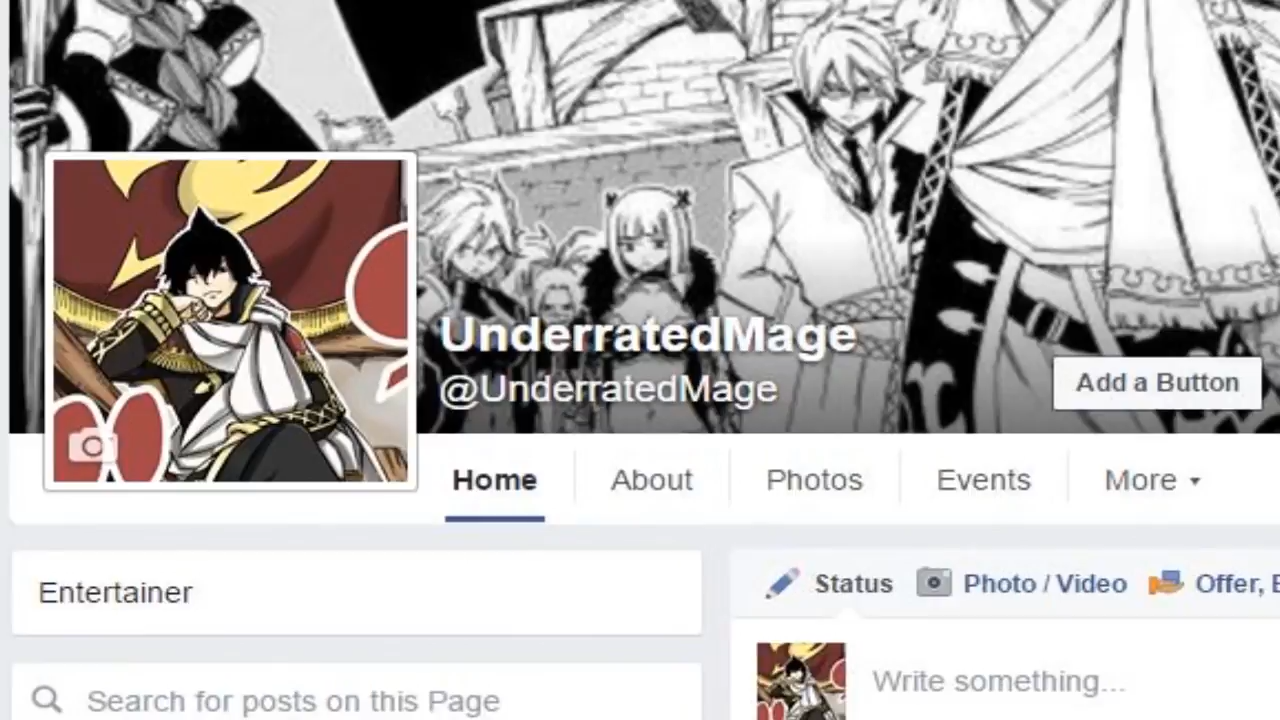 UnderratedMage
@UnderratedMage
Add a Button
Home About Photos Events More
Entertainer
Status Photo / Video Offer, E
Search for posts on this Page
Write something...